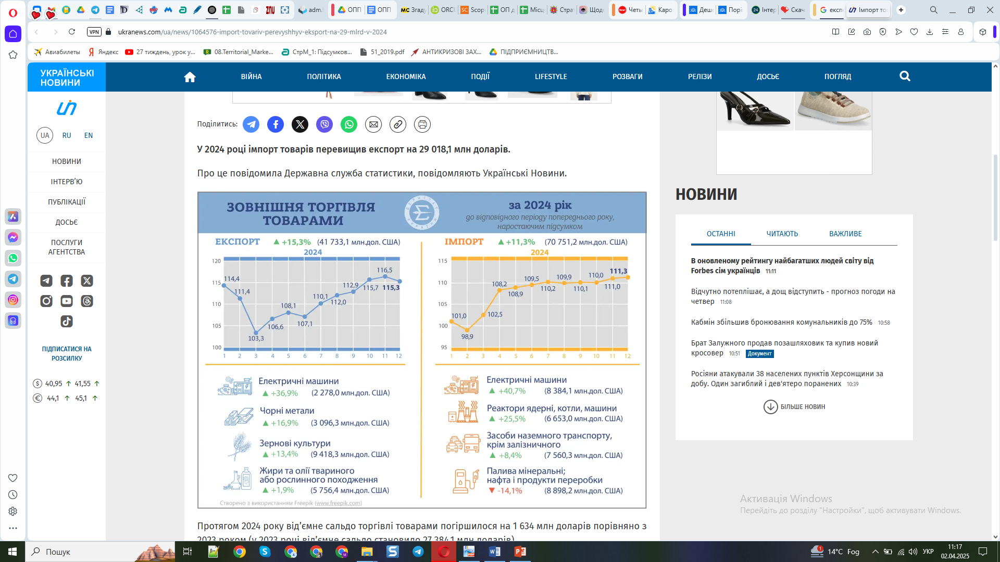 adm.
ОПП
ОПП
Згаду
ORCI
Scop
ОП д
Місц
Страт
Щод
Четы
Каро
Деш
Порі
Інтер
Скач
експ
Імпорт то
VPN
ukranews.com/ua/news/1064576-import-tovariv-perevyshhyv-eksport-na-29-mlrd-v-2024
Авиабилеты
Яндекс
27 тиждень, урок у...
08.Territorial_Marke...
СтрМ_1: Підсумков...
51_2019.pdf
АНТИКРИЗОВІ ЗАХ...
ПІДПРИЄМНИЦТВ...
УКРАЇНСЬКІ
НОВИНИ
ВІЙНА
ПОЛІТИКА
ЕКОНОМІКА
ПОДІЇ
LIFESTYLE
РОЗВАГИ
РЕЛІЗИ
ДОСЬЄ
ПОГЛЯД
UA RU EN
НОВИНИ
ІНТЕРВ'Ю
ПУБЛІКАЦІЇ
ДОСЬЄ
ПОСЛУГИ
АГЕНТСТВА
ПІДПИСАТИСЯ НА
РОЗСИЛКУ
$ 40,95 ↑ 41,55 ↑
€ 44,1 ↑ 45,1 ↑
Поділитись:
У 2024 році імпорт товарів перевищив експорт на 29 018,1 млн доларів.
Про це повідомила Державна служба статистики, повідомляють Українські Новини.
ЗОВНІШНЯ ТОРГІВЛЯ
ТОВАРАМИ
за 2024 рік
до відповідного періоду попереднього року,
наростаючим підсумком
ЕКСПОРТ ▲ +15,3% (41 733,1 млн.дол. США)
2024
120
115
110
105
100
114,4
111,4
103,3
106,6
108,1
107,1
110,1
112,0
112,9
115,7
116,5
115,3
1 2 3 4 5 6 7 8 9 10 11 12
Електричні машини
▲ +36,9% (2 278,0 млн.дол. США)
Чорні метали
▲ +16,9% (3 096,3 млн.дол. США)
Зернові культури
▲ +13,4% (9 418,3 млн.дол. США)
Жири та олії твариного
або рослинного походження
▲ +1,9% (5 756,4 млн.дол. США)
Створено з використанням Freepik (www.freepik.com)
ІМПОРТ ▲ +11,3% (70 751,2 млн.дол. США)
2024
115
110
105
100
95
101,0
98,9
102,5
108,2
108,9
109,5
110,2
109,9
110,1
110,0
111,0
111,3
1 2 3 4 5 6 7 8 9 10 11 12
Електричні машини
▲ +40,7% (8 384,1 млн.дол. США)
Реактори ядерні, котли, машини
▲ +25,5% (6 653,0 млн.дол. США)
Засоби наземного транспорту,
крім залізничного
▲ +8,4% (7 560,3 млн.дол. США)
Палива мінеральні;
нафта і продукти переробки
▼ -14,1% (8 898,2 млн.дол. США)
Протягом 2024 року від'ємне сальдо торгівлі товарами погіршилося на 1 634 млн доларів порівняно з
2023 роком (у 2023 році від'ємне сальдо становило 27 384,1 млн доларів)
НОВИНИ
ОСТАННІ ЧИТАЮТЬ ВАЖЛИВЕ
В оновленому рейтингу найбагатших людей світу від
Forbes сім українців 11:11
Відчутно потеплішає, а дощ відступить - прогноз погоди на
четвер 11:08
Кабмін збільшив бронювання комунальників до 75% 10:58
Брат Залужного продав позашляховик та купив новий
кросовер 10:51 Документ
Росіяни атакували 38 населених пунктів Херсонщини за
добу. Один загиблий і дев'ятеро поранених 10:39
БІЛЬШЕ НОВИН
Активація Windows
Перейдіть до розділу "Настройки", щоб активувати Windows.
Пошук
14°C Fog
УКР
11:17
02.04.2025